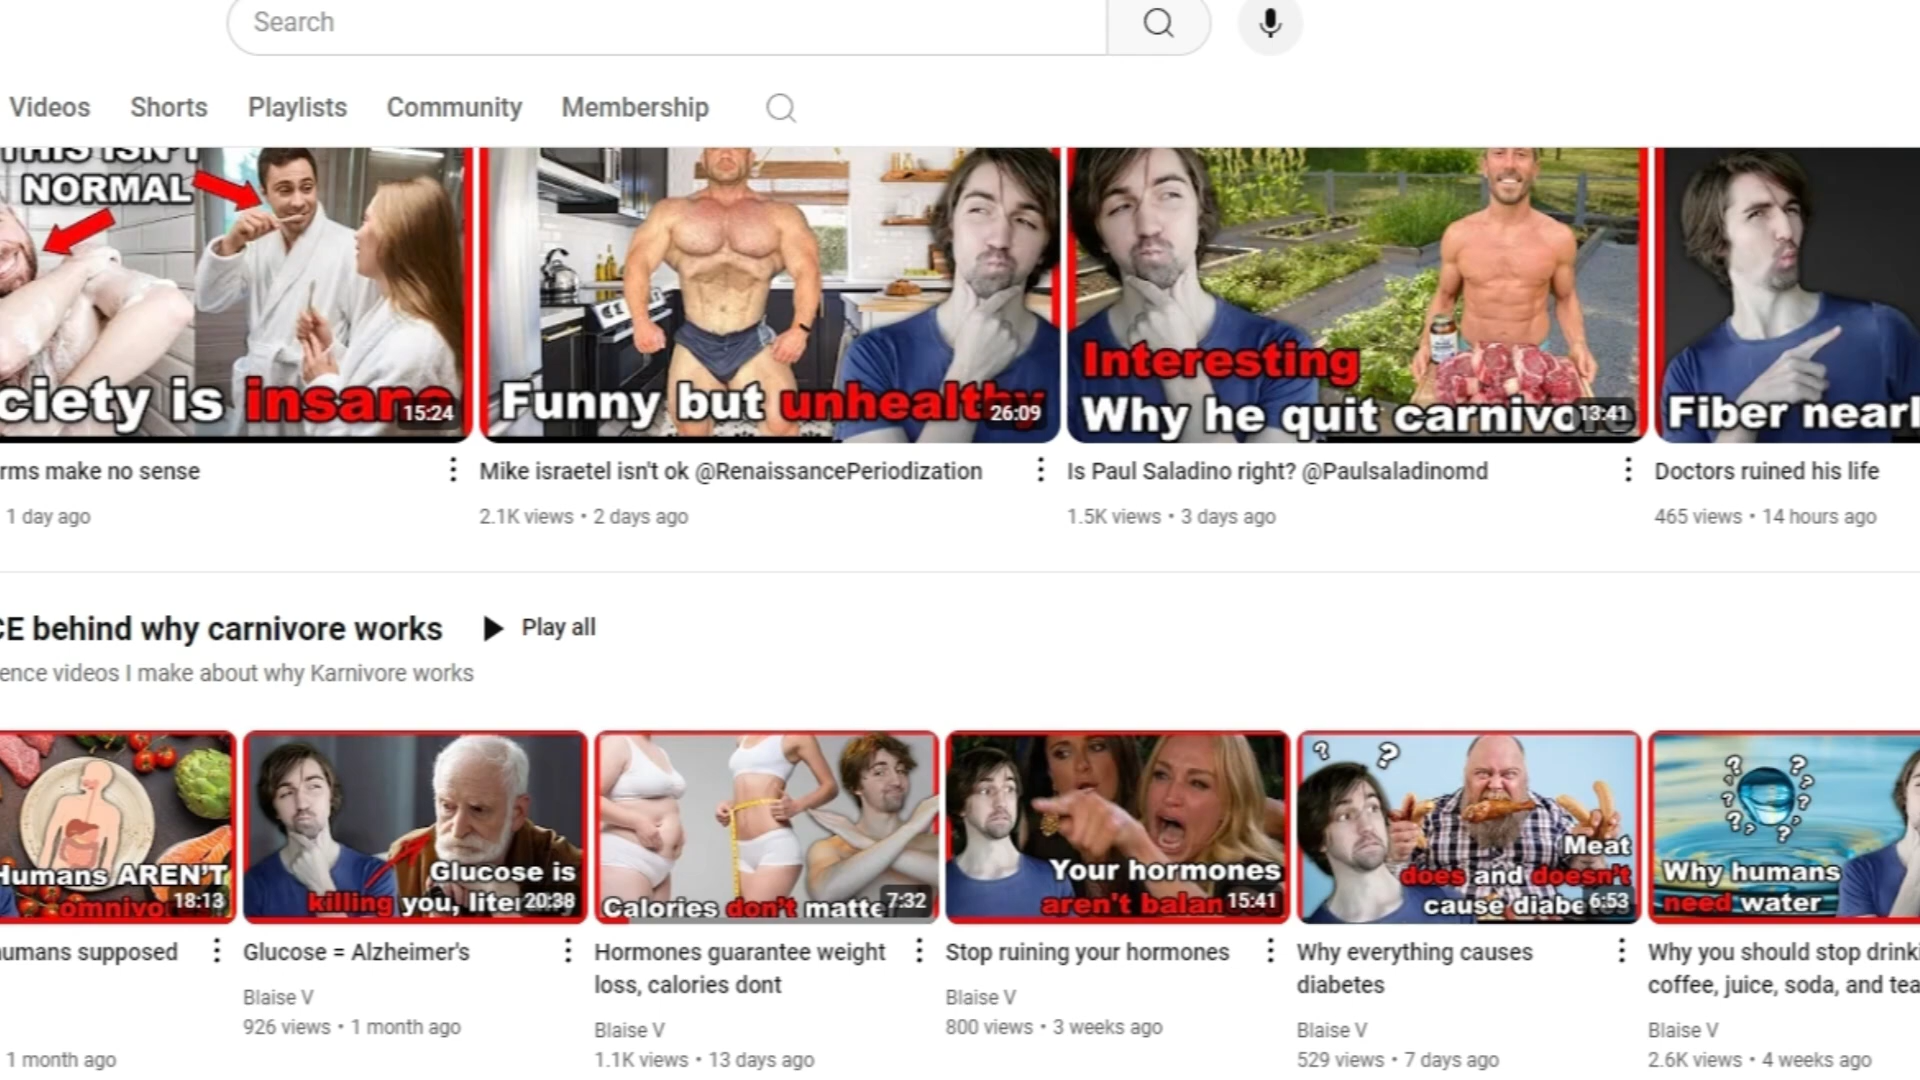 Search
Videos Shorts Playlists Community Membership
THIS ISN'T
NORMAL
ciety is insane
15:24
Funny but unhealthy
26:09
Interesting
Why he quit carnivo
13:41
Fiber nearl
rms make no sense
Mike israetel isn't ok @RenaissancePeriodization
Is Paul Saladino right? @Paulsaladinomd
Doctors ruined his life
1 day ago
2.1K views • 2 days ago
1.5K views • 3 days ago
465 views • 14 hours ago
CE behind why carnivore works
Play all
ence videos I make about why Karnivore works
Humans AREN'T
omnivo
18:13
Glucose is
killing you, liter
20:38
Calories don't matte
7:32
Your hormones
aren't balan
15:41
? ?
Meat
does and doesn't
cause diabe
6:53
? ? ? ? ? ? ? ?
Why humans
need water
umans supposed
1 month ago
Glucose = Alzheimer's
Blaise V
926 views • 1 month ago
Hormones guarantee weight
loss, calories dont
Blaise V
1.1K views • 13 days ago
Stop ruining your hormones
Blaise V
800 views • 3 weeks ago
Why everything causes
diabetes
Blaise V
529 views • 7 days ago
Why you should stop drinki
coffee, juice, soda, and tea
Blaise V
2.6K views • 4 weeks ago